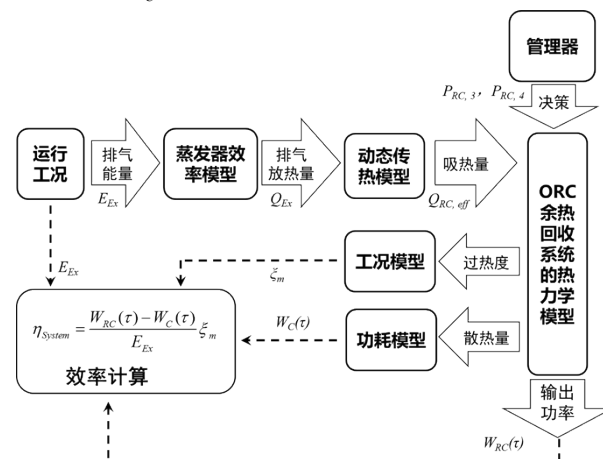 管理器
P_{RC, 3}，P_{RC, 4}
决策
运行
工况
排气
能量
E_{Ex}
蒸发器效
率模型
排气
放热量
Q_{Ex}
动态传
热模型
吸热量
Q_{RC, eff}
ORC
余热
回收
系统
的热
力学
模型
工况模型
过热度
ξ_m
E_{Ex}
功耗模型
散热量
W_C(τ)
η_{System} = \frac{W_{RC}(τ) - W_C(τ)}{E_{Ex}} ξ_m
效率计算
输出
功率
W_{RC}(τ)